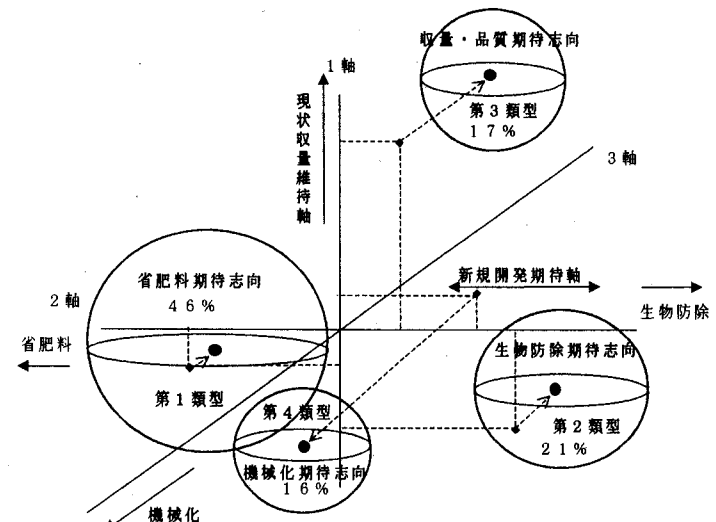 1軸
収量・品質期待志向
現状収量維持軸
第3類型
17%
3軸
新規開発期待軸
生物防除
省肥料期待志向
46%
2軸
省肥料
第1類型
生物防除期待志向
第2類型
21%
第4類型
機械化期待志向
16%
機械化